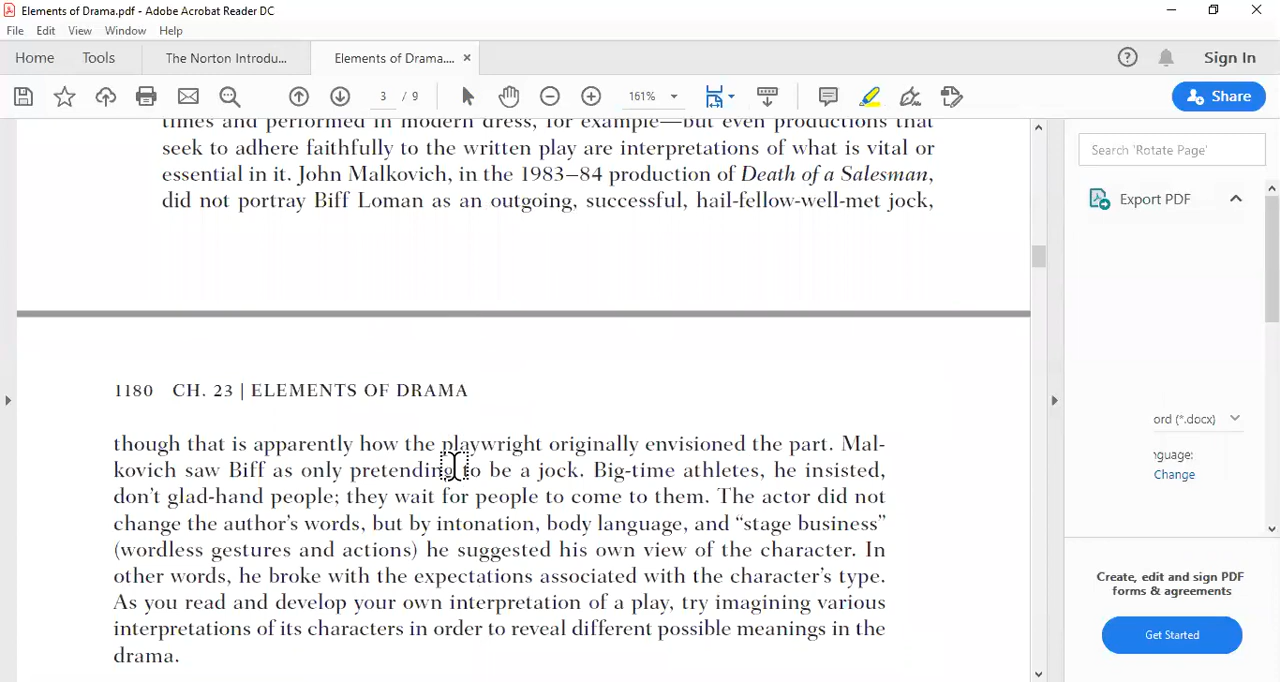 Elements of Drama.pdf - Adobe Acrobat Reader DC
File Edit View Window Help
Home Tools The Norton Introdu... Elements of Drama.... × Sign In
3 / 9 161% Share
times and performed in modern dress, for example—but even productions that
seek to adhere faithfully to the written play are interpretations of what is vital or
essential in it. John Malkovich, in the 1983–84 production of Death of a Salesman,
did not portray Biff Loman as an outgoing, successful, hail-fellow-well-met jock,
1180 CH. 23 | ELEMENTS OF DRAMA
though that is apparently how the playwright originally envisioned the part. Mal-
kovich saw Biff as only pretending to be a jock. Big-time athletes, he insisted,
don't glad-hand people; they wait for people to come to them. The actor did not
change the author's words, but by intonation, body language, and “stage business”
(wordless gestures and actions) he suggested his own view of the character. In
other words, he broke with the expectations associated with the character's type.
As you read and develop your own interpretation of a play, try imagining various
interpretations of its characters in order to reveal different possible meanings in the
drama.
Search 'Rotate Page'
Export PDF
ord (*.docx)
nguage:
Change
Create, edit and sign PDF
forms & agreements
Get Started